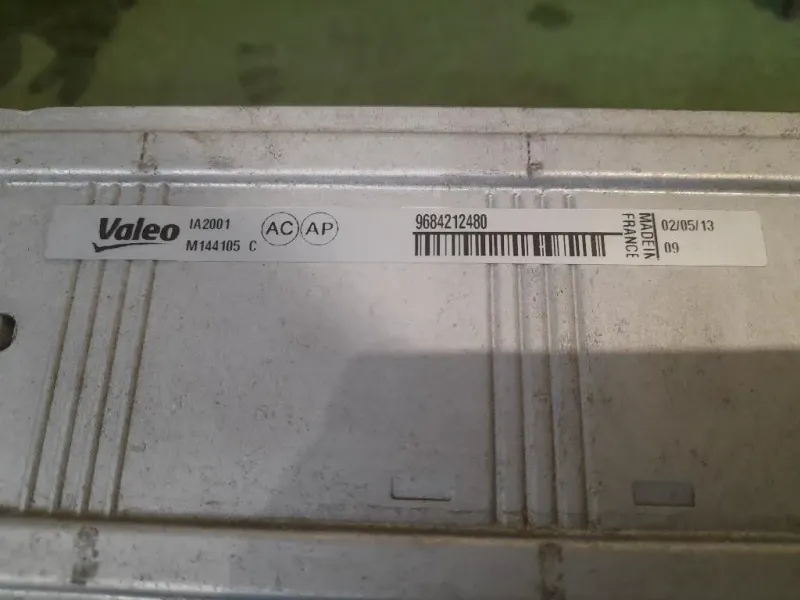 Valeo
IA2001
M144105 C
AC AP
9684212480
MADE IN
FRANCE
02/05/13
09